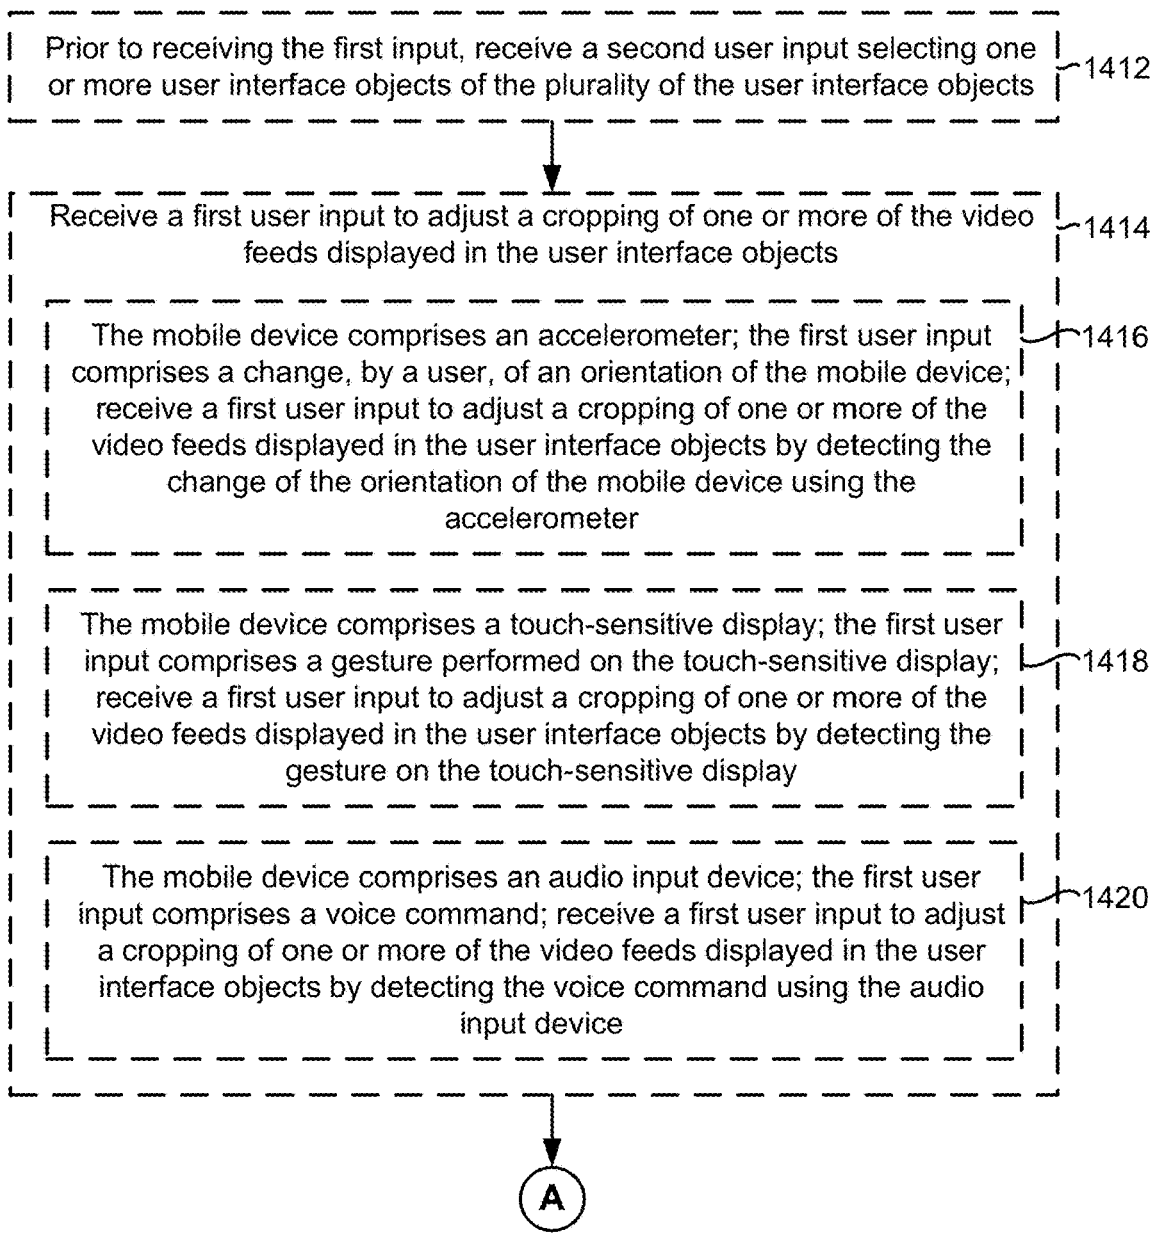 Prior to receiving the first input, receive a second user input selecting one
or more user interface objects of the plurality of the user interface objects
1412
Receive a first user input to adjust a cropping of one or more of the video
feeds displayed in the user interface objects
1414
The mobile device comprises an accelerometer; the first user input
comprises a change, by a user, of an orientation of the mobile device;
receive a first user input to adjust a cropping of one or more of the
video feeds displayed in the user interface objects by detecting the
change of the orientation of the mobile device using the
accelerometer
1416
The mobile device comprises a touch-sensitive display; the first user
input comprises a gesture performed on the touch-sensitive display;
receive a first user input to adjust a cropping of one or more of the
video feeds displayed in the user interface objects by detecting the
gesture on the touch-sensitive display
1418
The mobile device comprises an audio input device; the first user
input comprises a voice command; receive a first user input to adjust
a cropping of one or more of the video feeds displayed in the user
interface objects by detecting the voice command using the audio
input device
1420
A